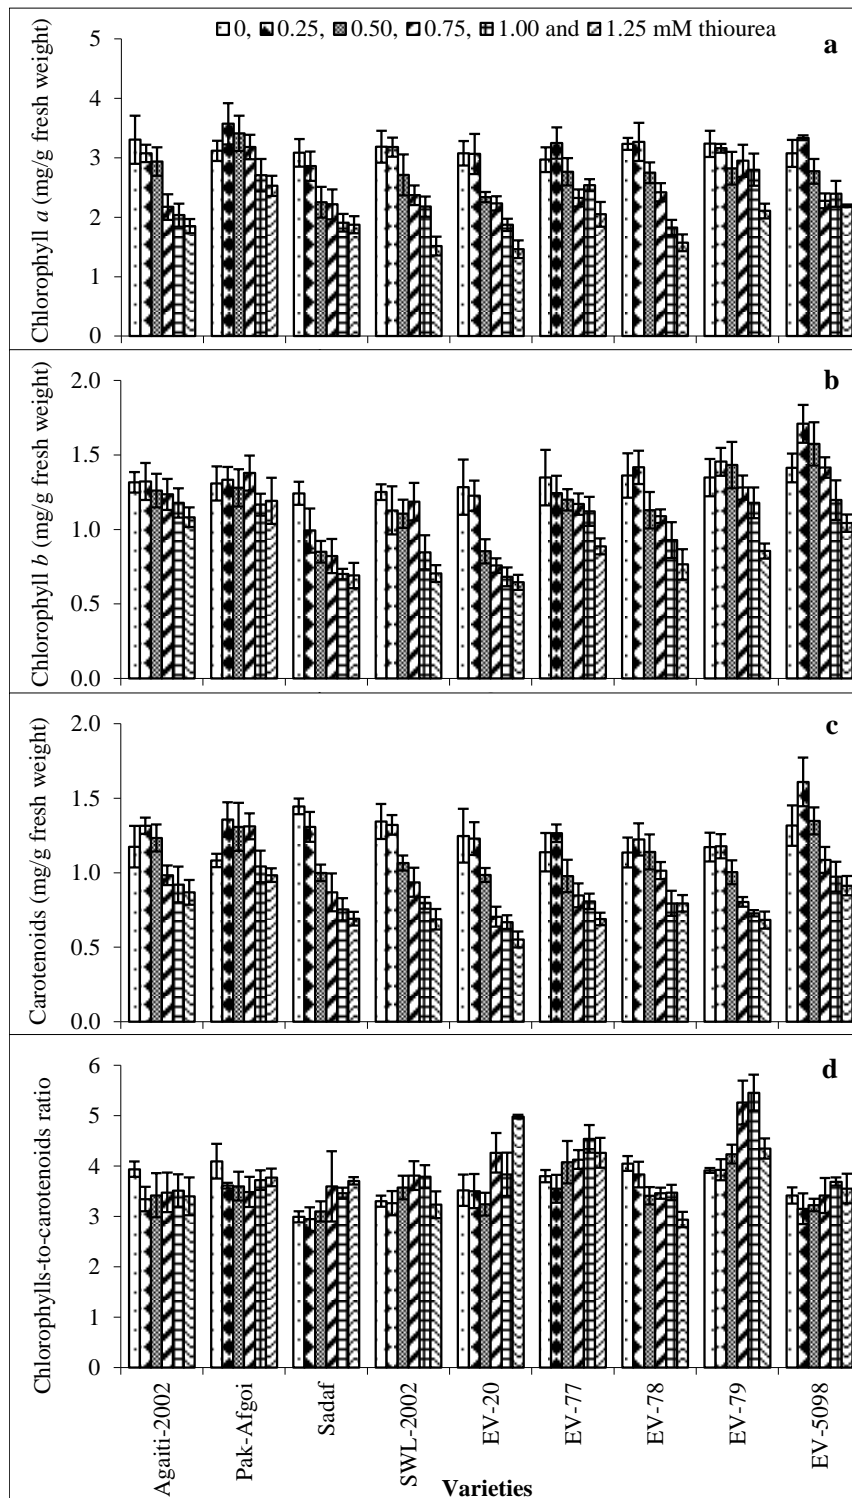 0, 0.25, 0.50, 0.75, 1.00 and 1.25 mM thiourea
a
Chlorophyll a (mg/g fresh weight)
5
4
3
2
1
0
b
Chlorophyll b (mg/g fresh weight)
2.0
1.5
1.0
0.5
0.0
c
Carotenoids (mg/g fresh weight)
2.0
1.5
1.0
0.5
0.0
d
Chlorophylls-to-carotenoids ratio
6
5
4
3
2
1
0
Agaiti-2002
Pak-Afgoi
Sadaf
SWL-2002
EV-20
EV-77
EV-78
EV-79
EV-5098
Varieties